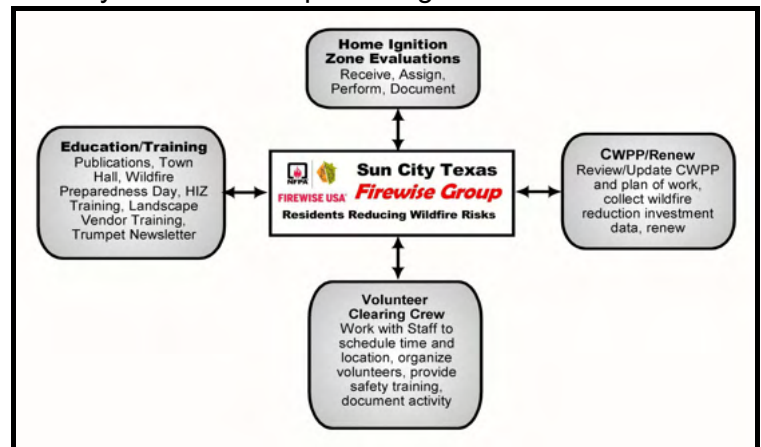 Home Ignition
Zone Evaluations
Receive, Assign,
Perform, Document
Education/Training
Publications, Town
Hall, Wildfire
Preparedness Day, HIZ
Training, Landscape
Vendor Training,
Trumpet Newsletter
NFPA
FIREWISE USA
Sun City Texas
Firewise Group
Residents Reducing Wildfire Risks
CWPP/Renew
Review/Update CWPP
and plan of work,
collect wildfire
reduction investment
data, renew
Volunteer
Clearing Crew
Work with Staff to
schedule time and
location, organize
volunteers, provide
safety training,
document activity